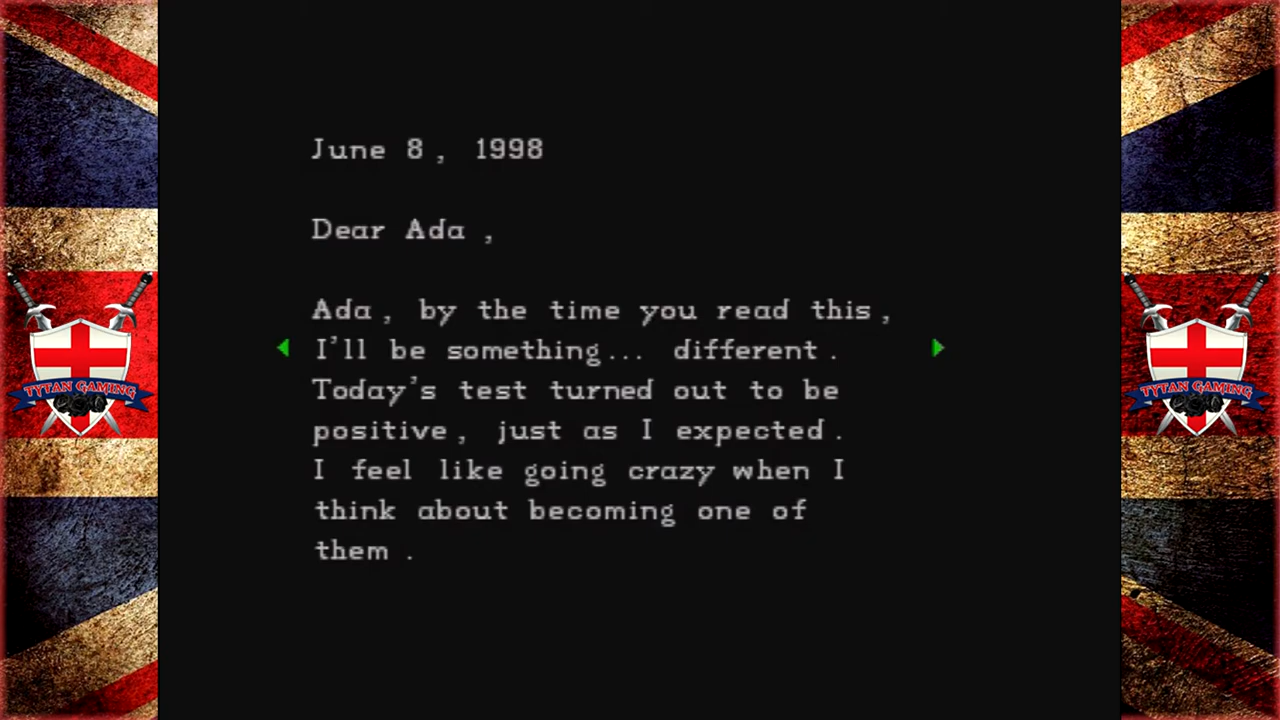 June 8, 1998
Dear Ada ,
Ada, by the time you read this,
I'll be something... different.
Today's test turned out to be
positive, just as I expected.
I feel like going crazy when I
think about becoming one of
them .
TYTAN GAMING
TYTAN GAMING